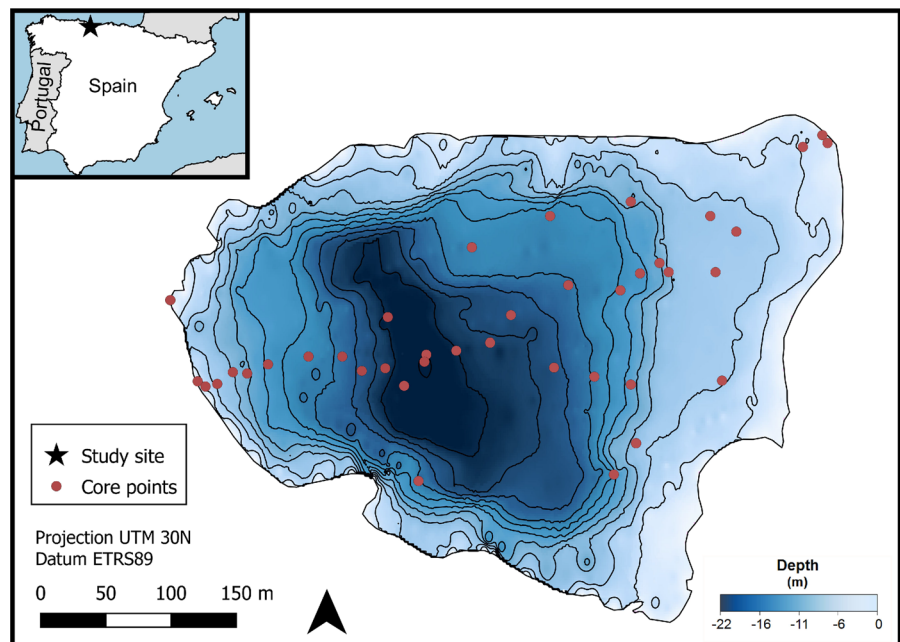 Portugal
Spain
Study site
Core points
Projection UTM 30N
Datum ETRS89
0 50 100 150 m
Depth
(m)
-22 -16 -11 -6 0